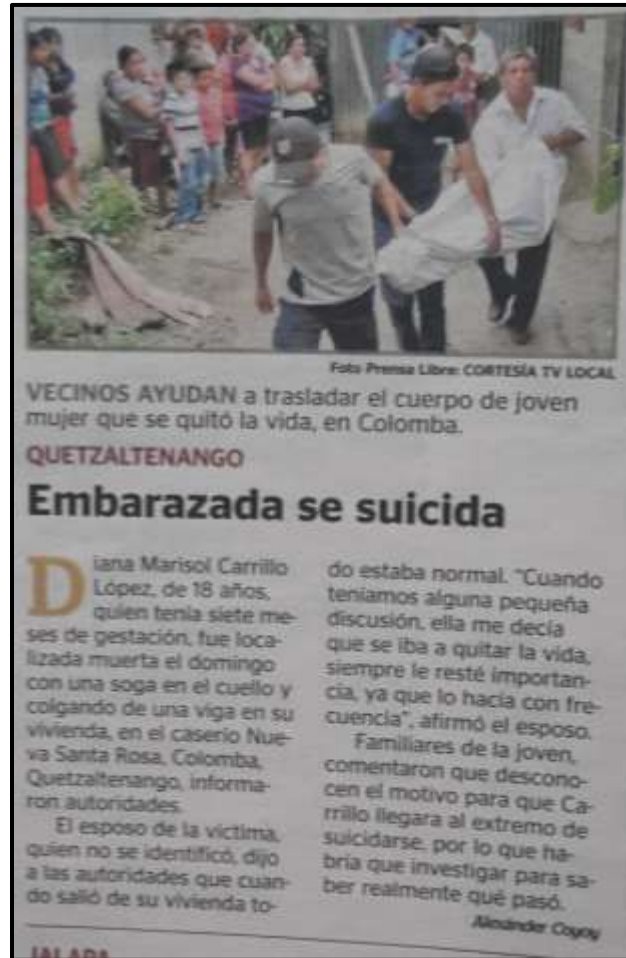 Foto Prensa Libre: CORTESÍA TV LOCAL
VECINOS AYUDAN a trasladar el cuerpo de joven
mujer que se quitó la vida, en Colomba.
QUETZALTENANGO
Embarazada se suicida
Diana Marisol Carrillo
López, de 18 años,
quien tenía siete me-
ses de gestación, fue loca-
lizada muerta el domingo
con una soga en el cuello y
colgando de una viga en su
vivienda, en el caserío Nue-
va Santa Rosa, Colomba,
Quetzaltenango, informa-
ron autoridades.
El esposo de la víctima,
quien no se identificó, dijo
a las autoridades que cuan-
do salió de su vivienda to-
do estaba normal. "Cuando
teníamos alguna pequeña
discusión, ella me decía
que se iba a quitar la vida,
siempre le resté importan-
cia, ya que lo hacía con fre-
cuencia", afirmó el esposo.
Familiares de la joven,
comentaron que descono-
cen el motivo para que Ca-
rrillo llegara al extremo de
suicidarse, por lo que ha-
bría que investigar para sa-
ber realmente qué pasó.
Alexander Coyoy
JALAPA